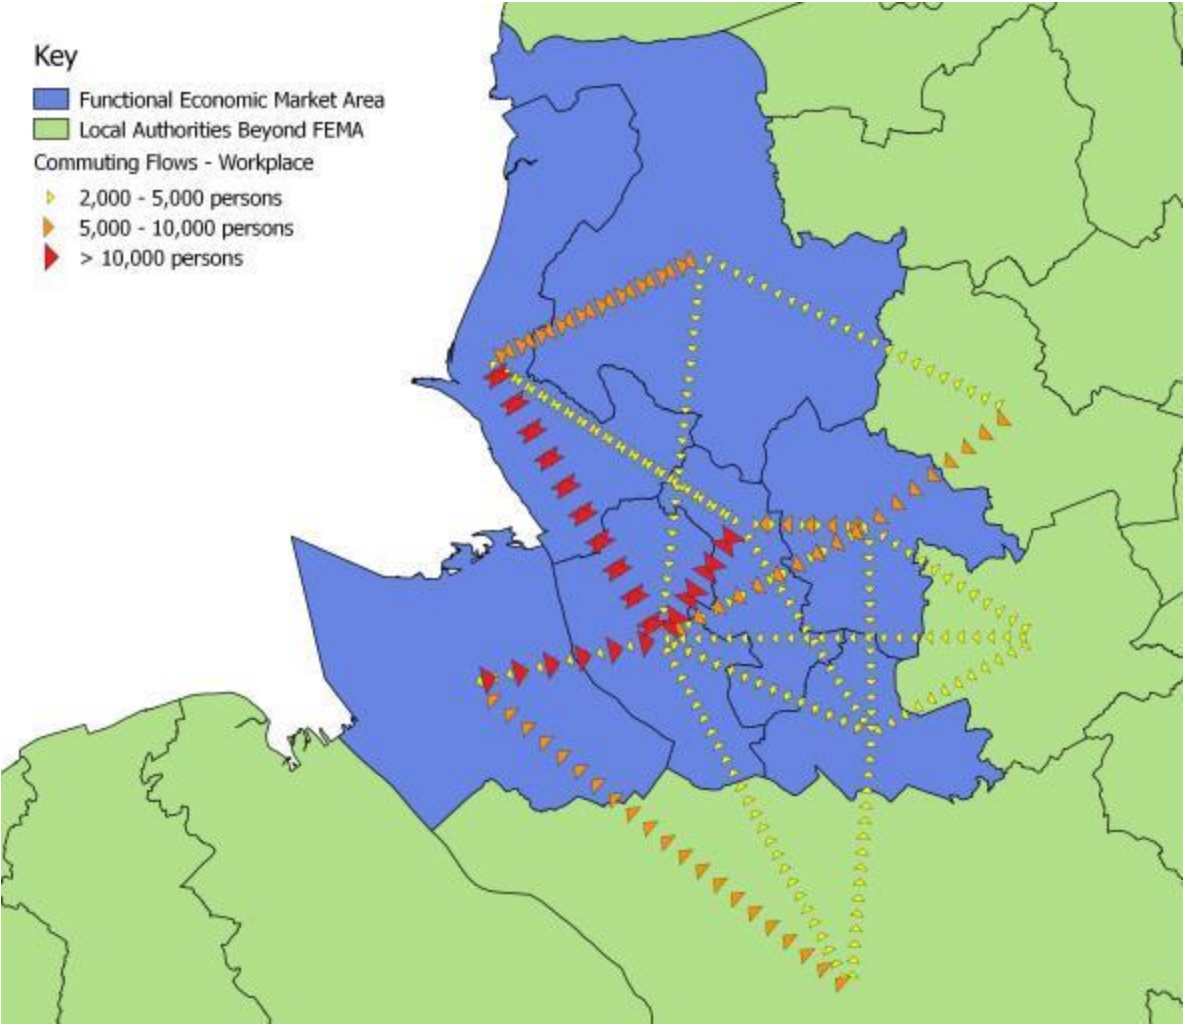 Key
Functional Economic Market Area
Local Authorities Beyond FEMA
Commuting Flows - Workplace
2,000 - 5,000 persons
5,000 - 10,000 persons
> 10,000 persons